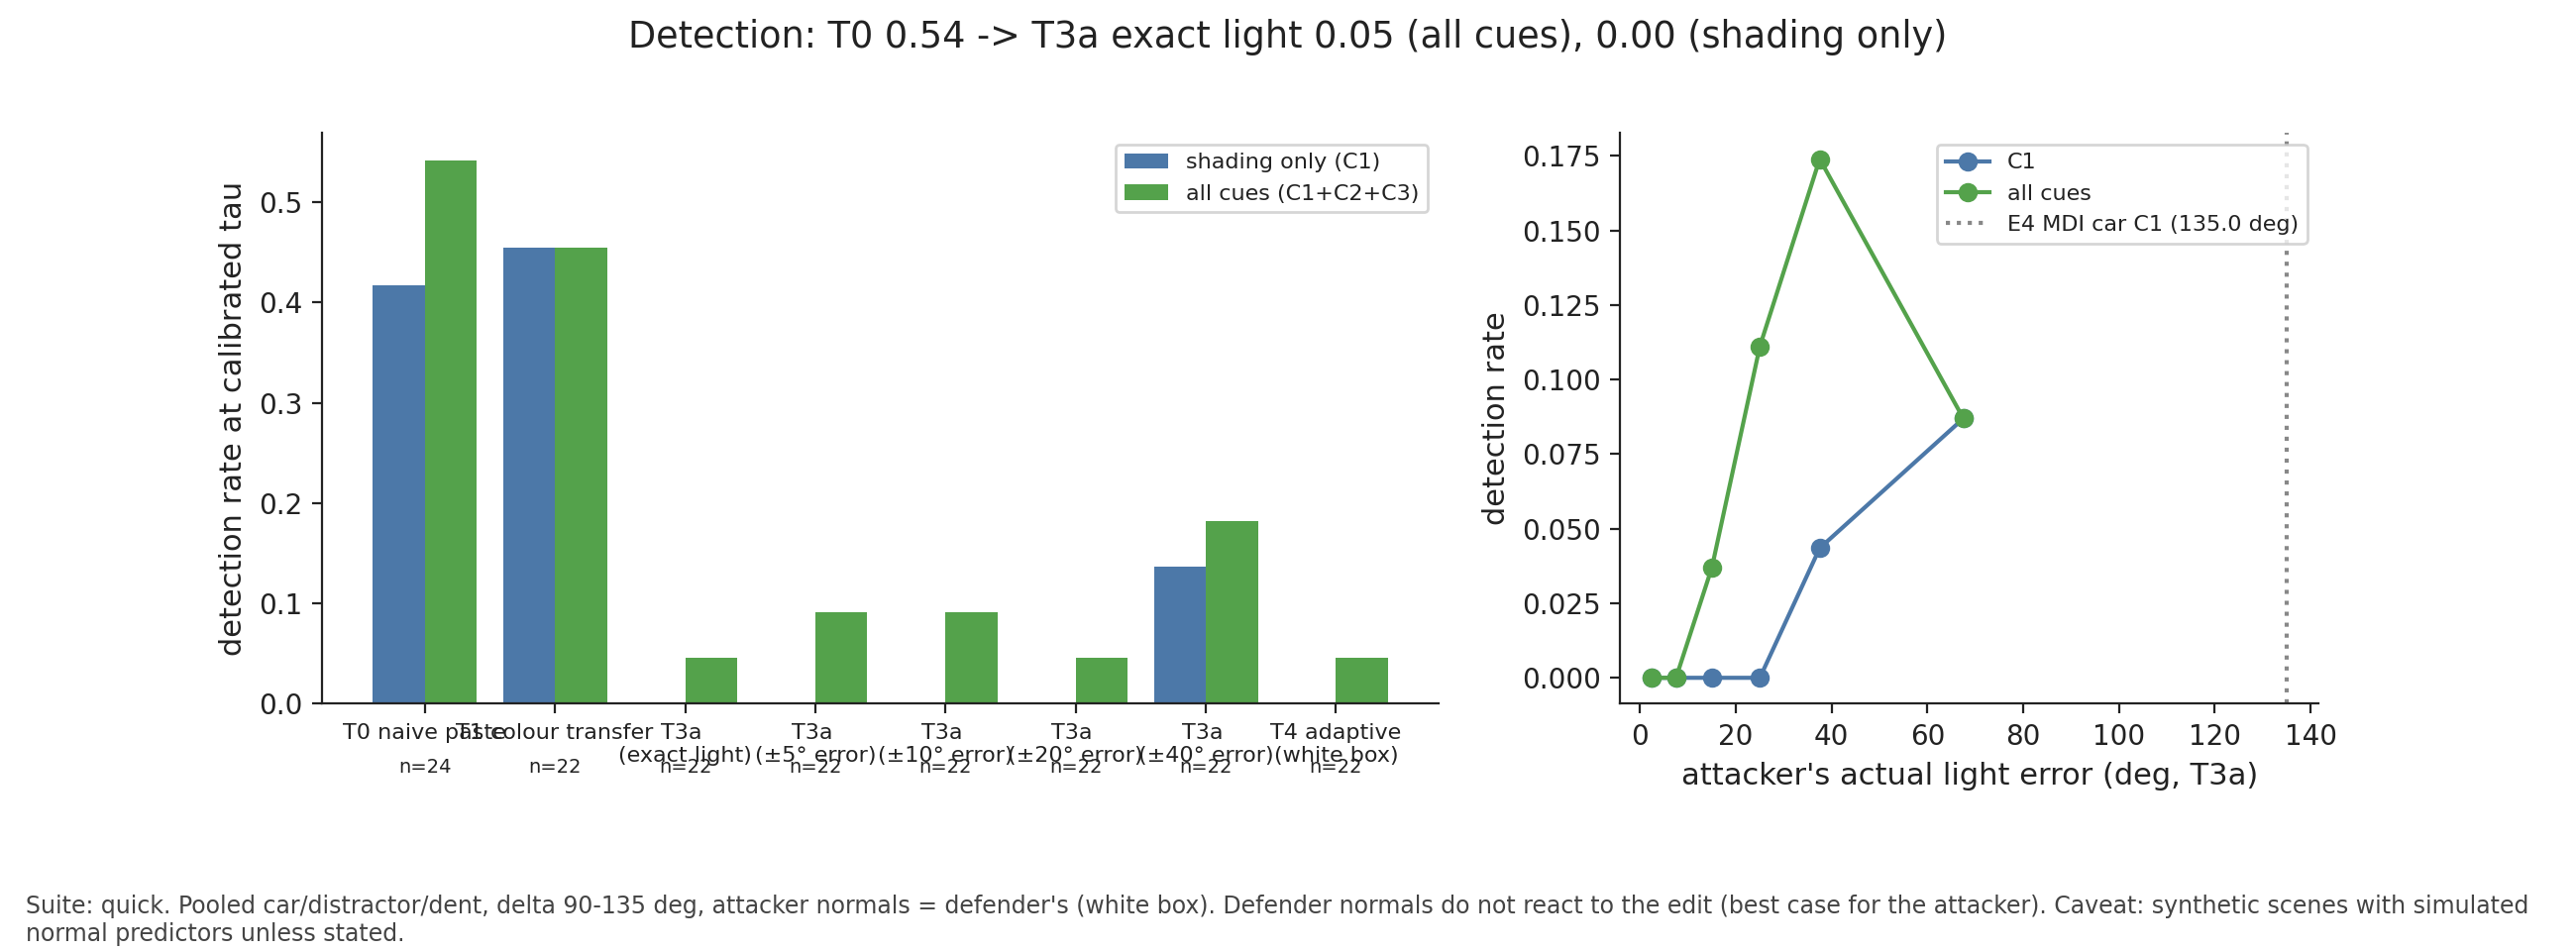 Detection: T0 0.54 -> T3a exact light 0.05 (all cues), 0.00 (shading only)
detection rate at calibrated tau
0.5
0.4
0.3
0.2
0.1
0.0
shading only (C1)
all cues (C1+C2+C3)
T0 naive paste
T1 colour transfer
T3a
(exact light)
T3a
(±5° error)
T3a
(±10° error)
T3a
(±20° error)
T3a
(±40° error)
T4 adaptive
(white box)
n=24
n=22
n=22
n=22
n=22
n=22
n=22
n=22
detection rate
0.175
0.150
0.125
0.100
0.075
0.050
0.025
0.000
C1
all cues
E4 MDI car C1 (135.0 deg)
0 20 40 60 80 100 120 140
attacker's actual light error (deg, T3a)
Suite: quick. Pooled car/distractor/dent, delta 90-135 deg, attacker normals = defender's (white box). Defender normals do not react to the edit (best case for the attacker). Caveat: synthetic scenes with simulated
normal predictors unless stated.